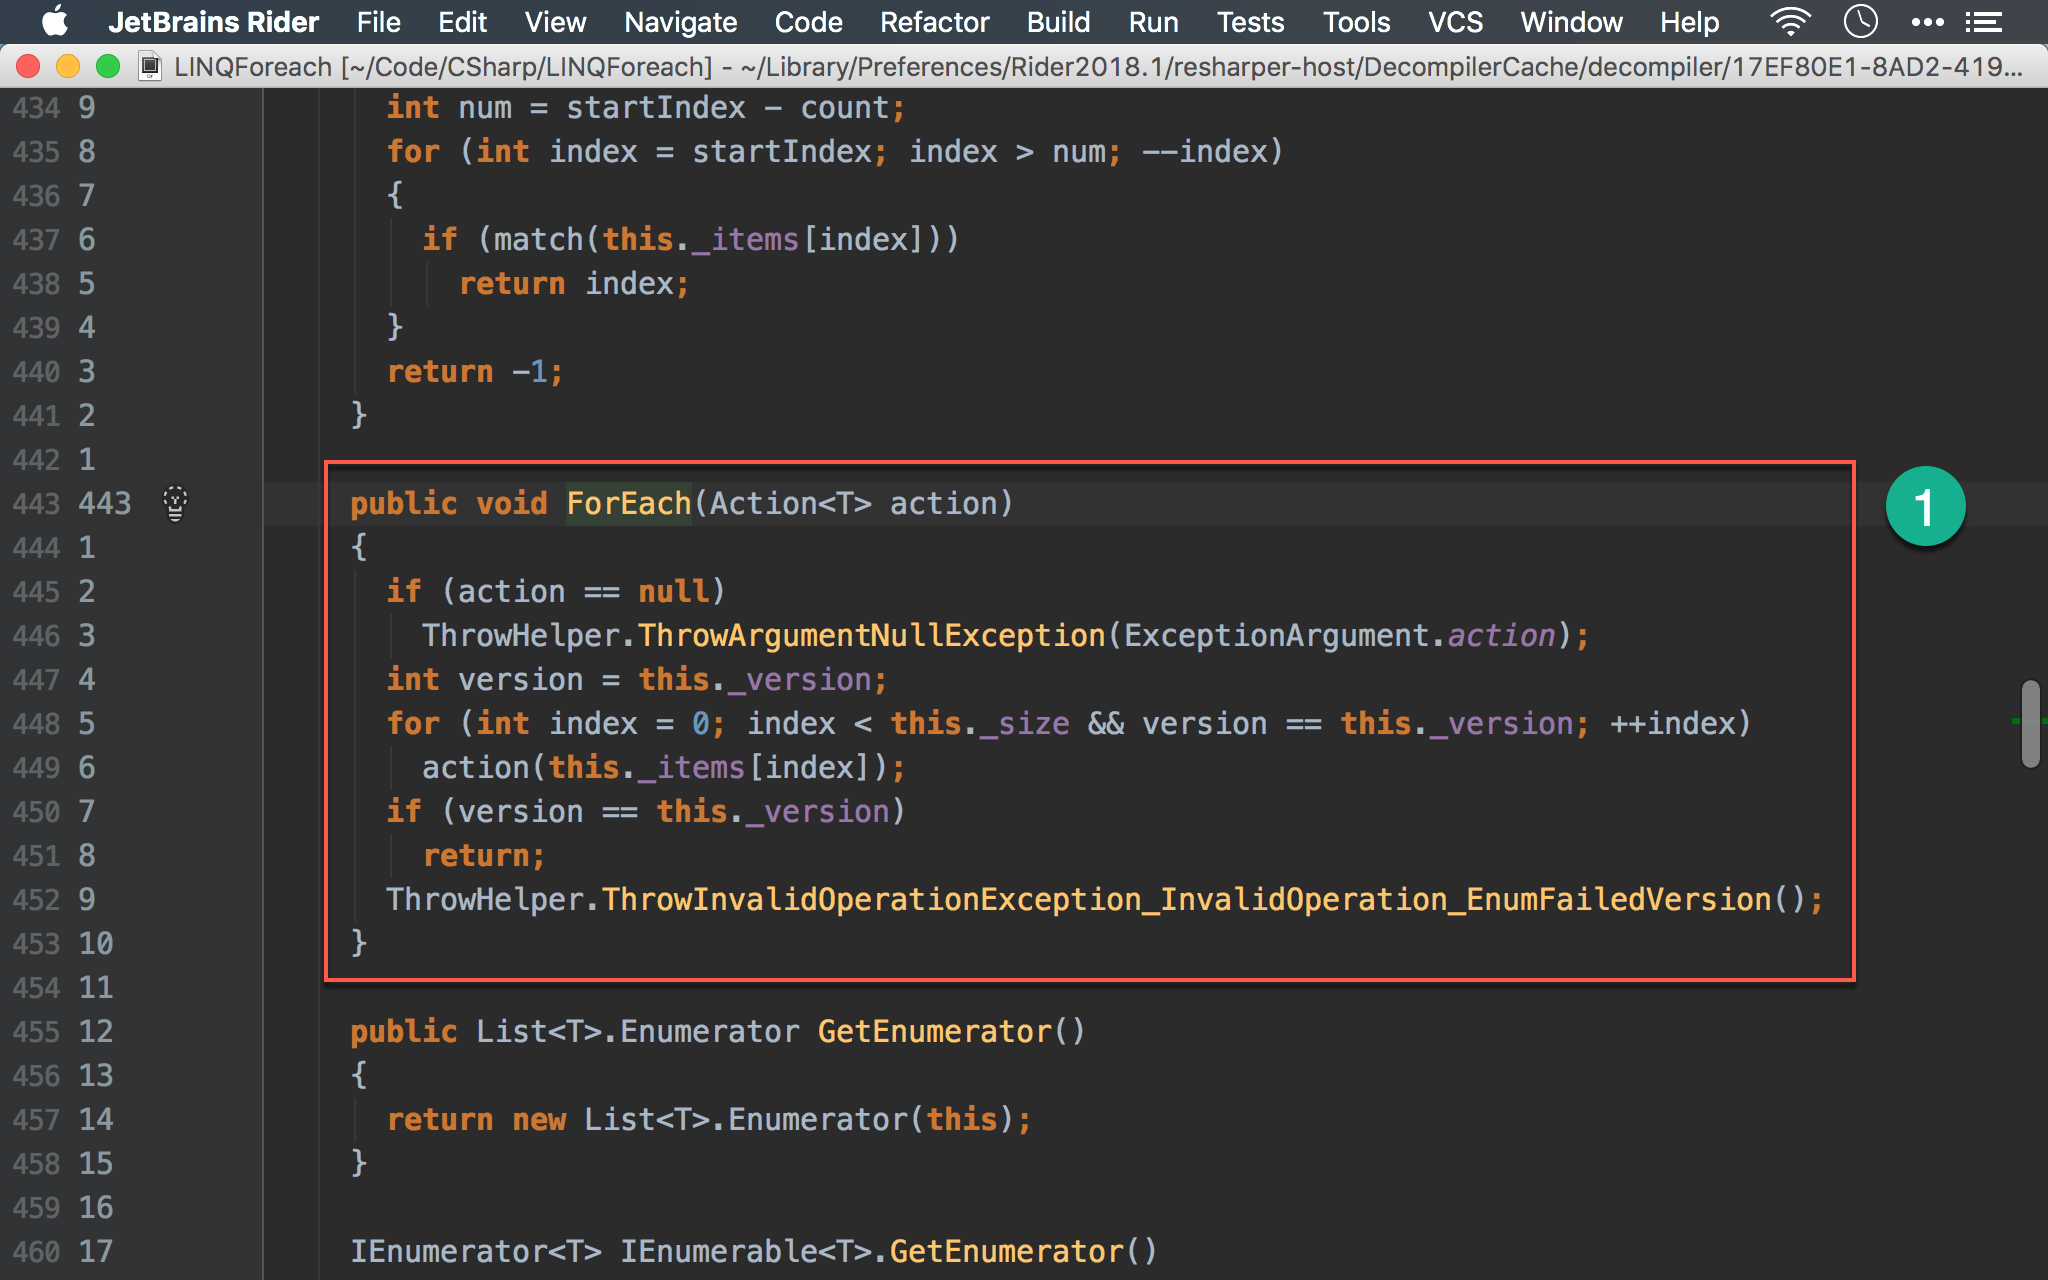 JetBrains Rider File Edit View Navigate Code Refactor Build Run Tests Tools VCS Window Help
LINQForeach [~/Code/CSharp/LINQForeach] - ~/Library/Preferences/Rider2018.1/resharper-host/DecompilerCache/decompiler/17EF80E1-8AD2-419...
434 9 int num = startIndex - count;
435 8 for (int index = startIndex; index > num; --index)
436 7 {
437 6 if (match(this._items[index]))
438 5 return index;
439 4 }
440 3 return -1;
441 2 }
442 1
443 443 public void ForEach(Action<T> action) 1
444 1 {
445 2 if (action == null)
446 3 ThrowHelper.ThrowArgumentNullException(ExceptionArgument.action);
447 4 int version = this._version;
448 5 for (int index = 0; index < this._size && version == this._version; ++index)
449 6 action(this._items[index]);
450 7 if (version == this._version)
451 8 return;
452 9 ThrowHelper.ThrowInvalidOperationException_InvalidOperation_EnumFailedVersion();
453 10 }
454 11
455 12 public List<T>.Enumerator GetEnumerator()
456 13 {
457 14 return new List<T>.Enumerator(this);
458 15 }
459 16
460 17 IEnumerator<T> IEnumerable<T>.GetEnumerator()